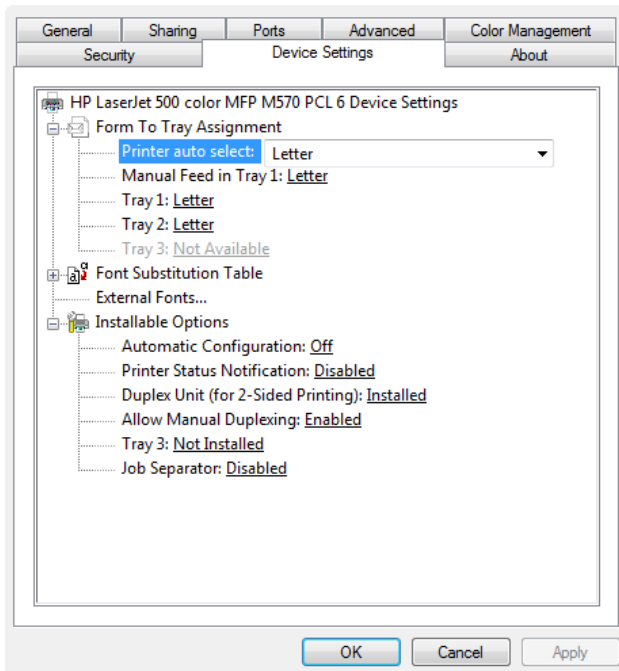 General Sharing Ports Advanced Color Management
Security Device Settings About
HP LaserJet 500 color MFP M570 PCL 6 Device Settings
Form To Tray Assignment
Printer auto select: Letter
Manual Feed in Tray 1: Letter
Tray 1: Letter
Tray 2: Letter
Tray 3: Not Available
Font Substitution Table
External Fonts...
Installable Options
Automatic Configuration: Off
Printer Status Notification: Disabled
Duplex Unit (for 2-Sided Printing): Installed
Allow Manual Duplexing: Enabled
Tray 3: Not Installed
Job Separator: Disabled
OK Cancel Apply